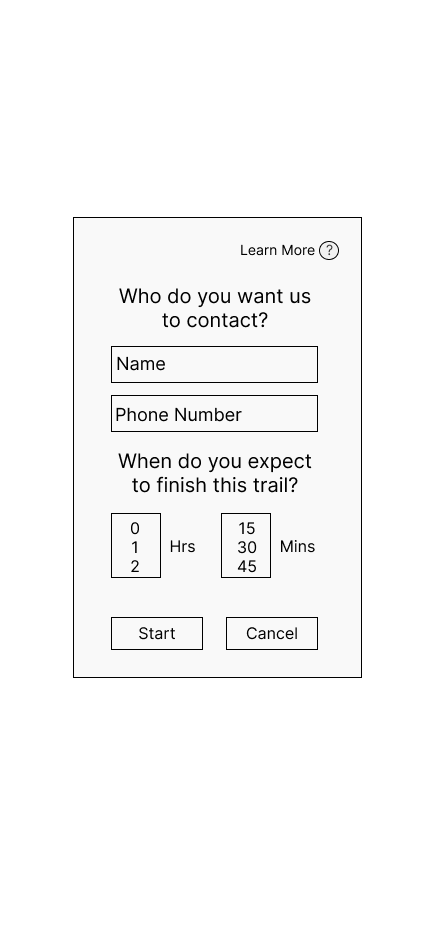 Learn More ?
Who do you want us
to contact?
Name
Phone Number
When do you expect
to finish this trail?
0
1
2
Hrs
15
30
45
Mins
Start
Cancel